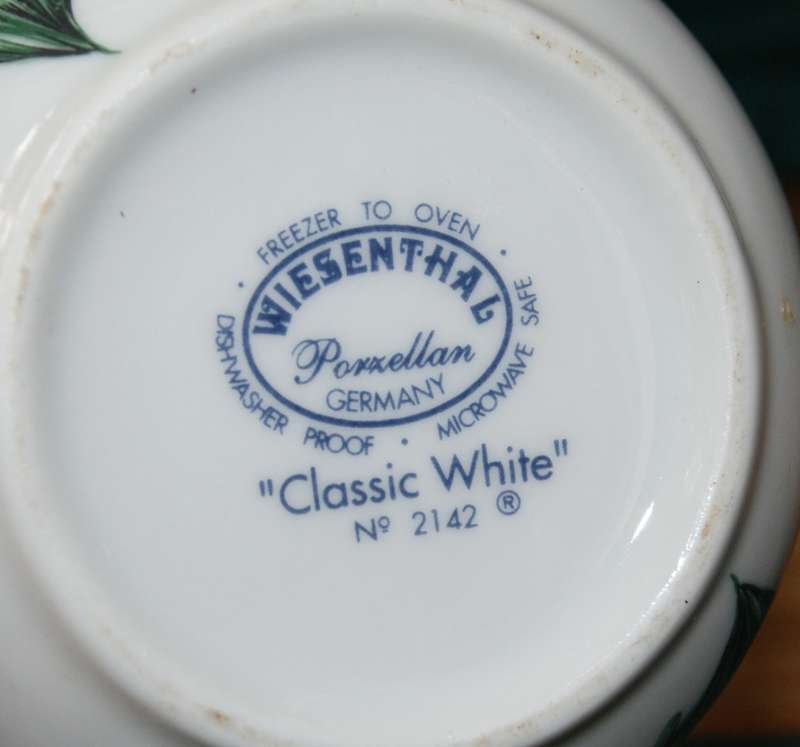 FREEZER TO OVEN
WIESENTHAL
Porzellan
GERMANY
DISHWASHER PROOF · MICROWAVE SAFE ·
"Classic White"
Nº 2142 ®